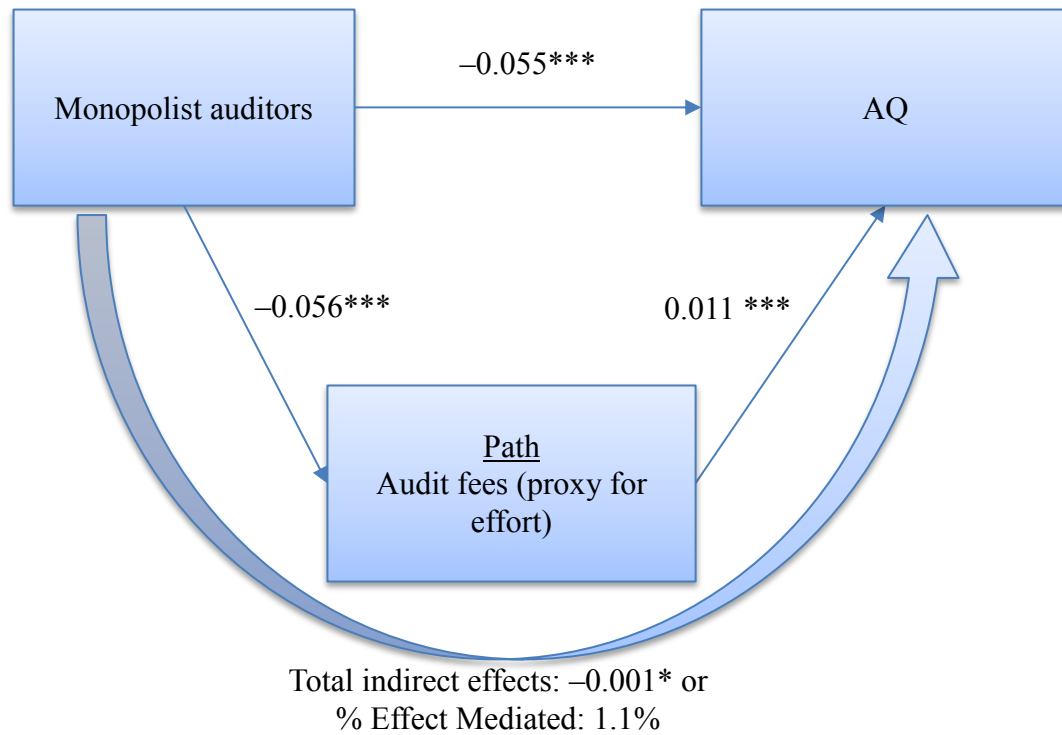 –0.055***
Monopolist auditors
AQ
–0.056***
0.011 ***
Path
Audit fees (proxy for
effort)
Total indirect effects: –0.001* or
% Effect Mediated: 1.1%